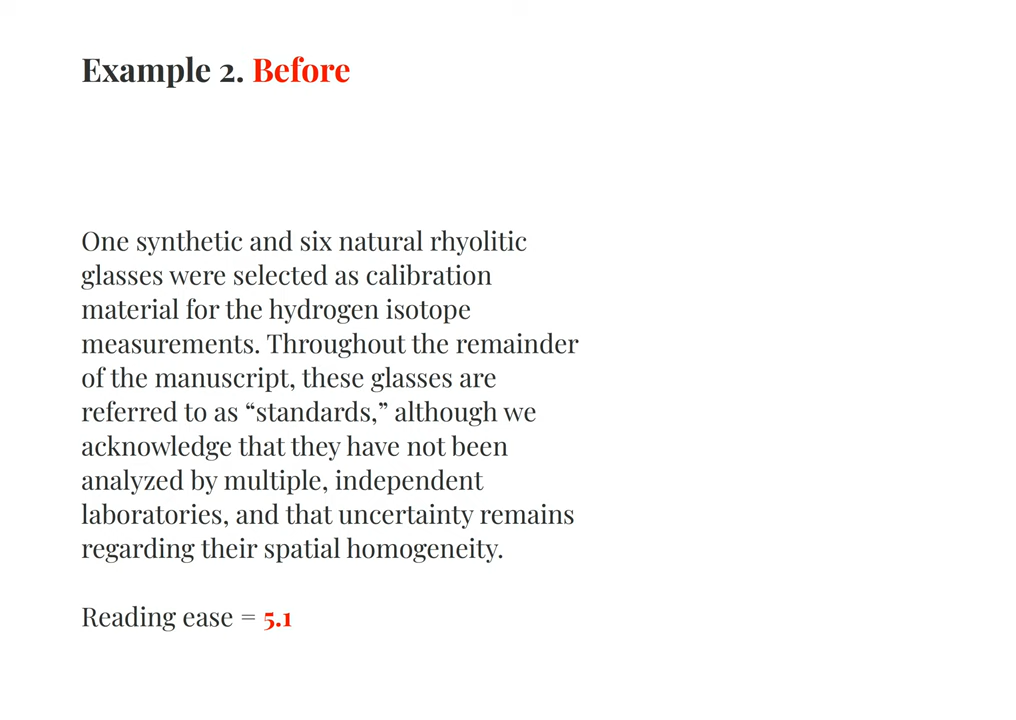 Example 2. Before
One synthetic and six natural rhyolitic
glasses were selected as calibration
material for the hydrogen isotope
measurements. Throughout the remainder
of the manuscript, these glasses are
referred to as “standards,” although we
acknowledge that they have not been
analyzed by multiple, independent
laboratories, and that uncertainty remains
regarding their spatial homogeneity.
Reading ease = 5.1